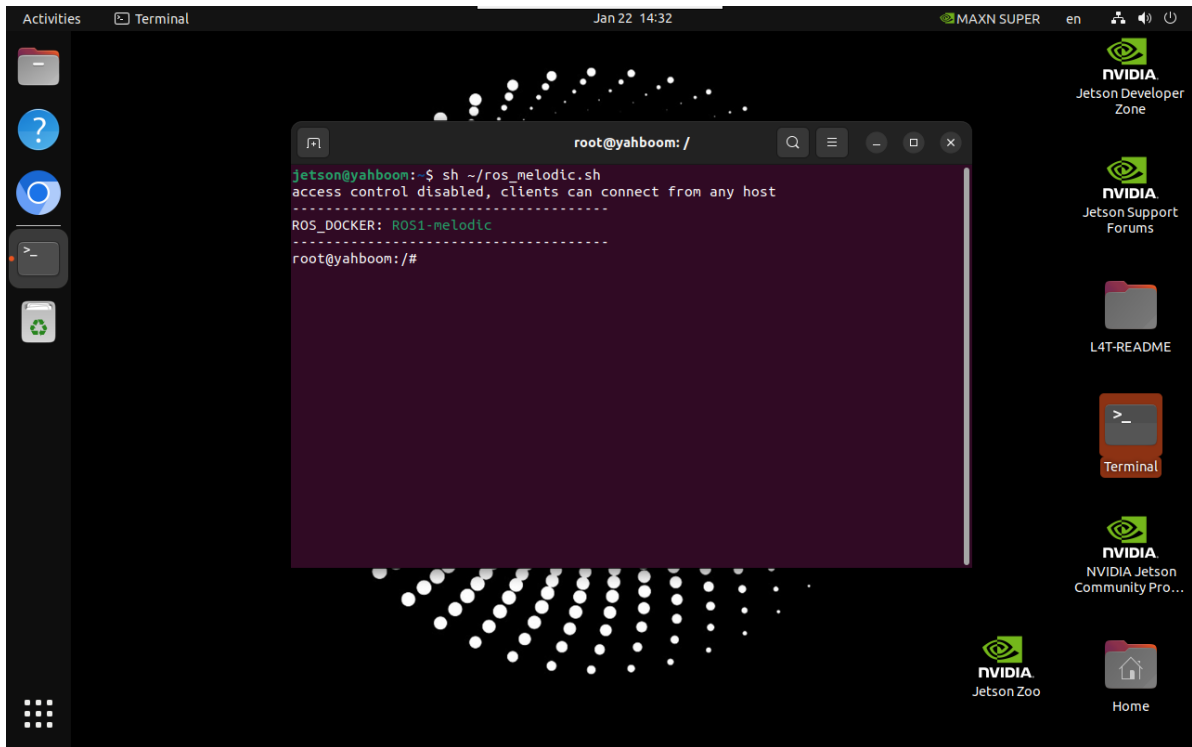 Activities
Terminal
Jan 22 14:32
MAXN SUPER
en
NVIDIA.
Jetson Developer
Zone
root@yahboom: /
jetson@yahboom:~$ sh ~/ros_melodic.sh
access control disabled, clients can connect from any host
--------------------------------------
ROS_DOCKER: ROS1-melodic
--------------------------------------
root@yahboom:/#
NVIDIA.
Jetson Support
Forums
L4T-README
>_
Terminal
NVIDIA.
NVIDIA Jetson
Community Pro...
NVIDIA.
Jetson Zoo
Home
?
>_